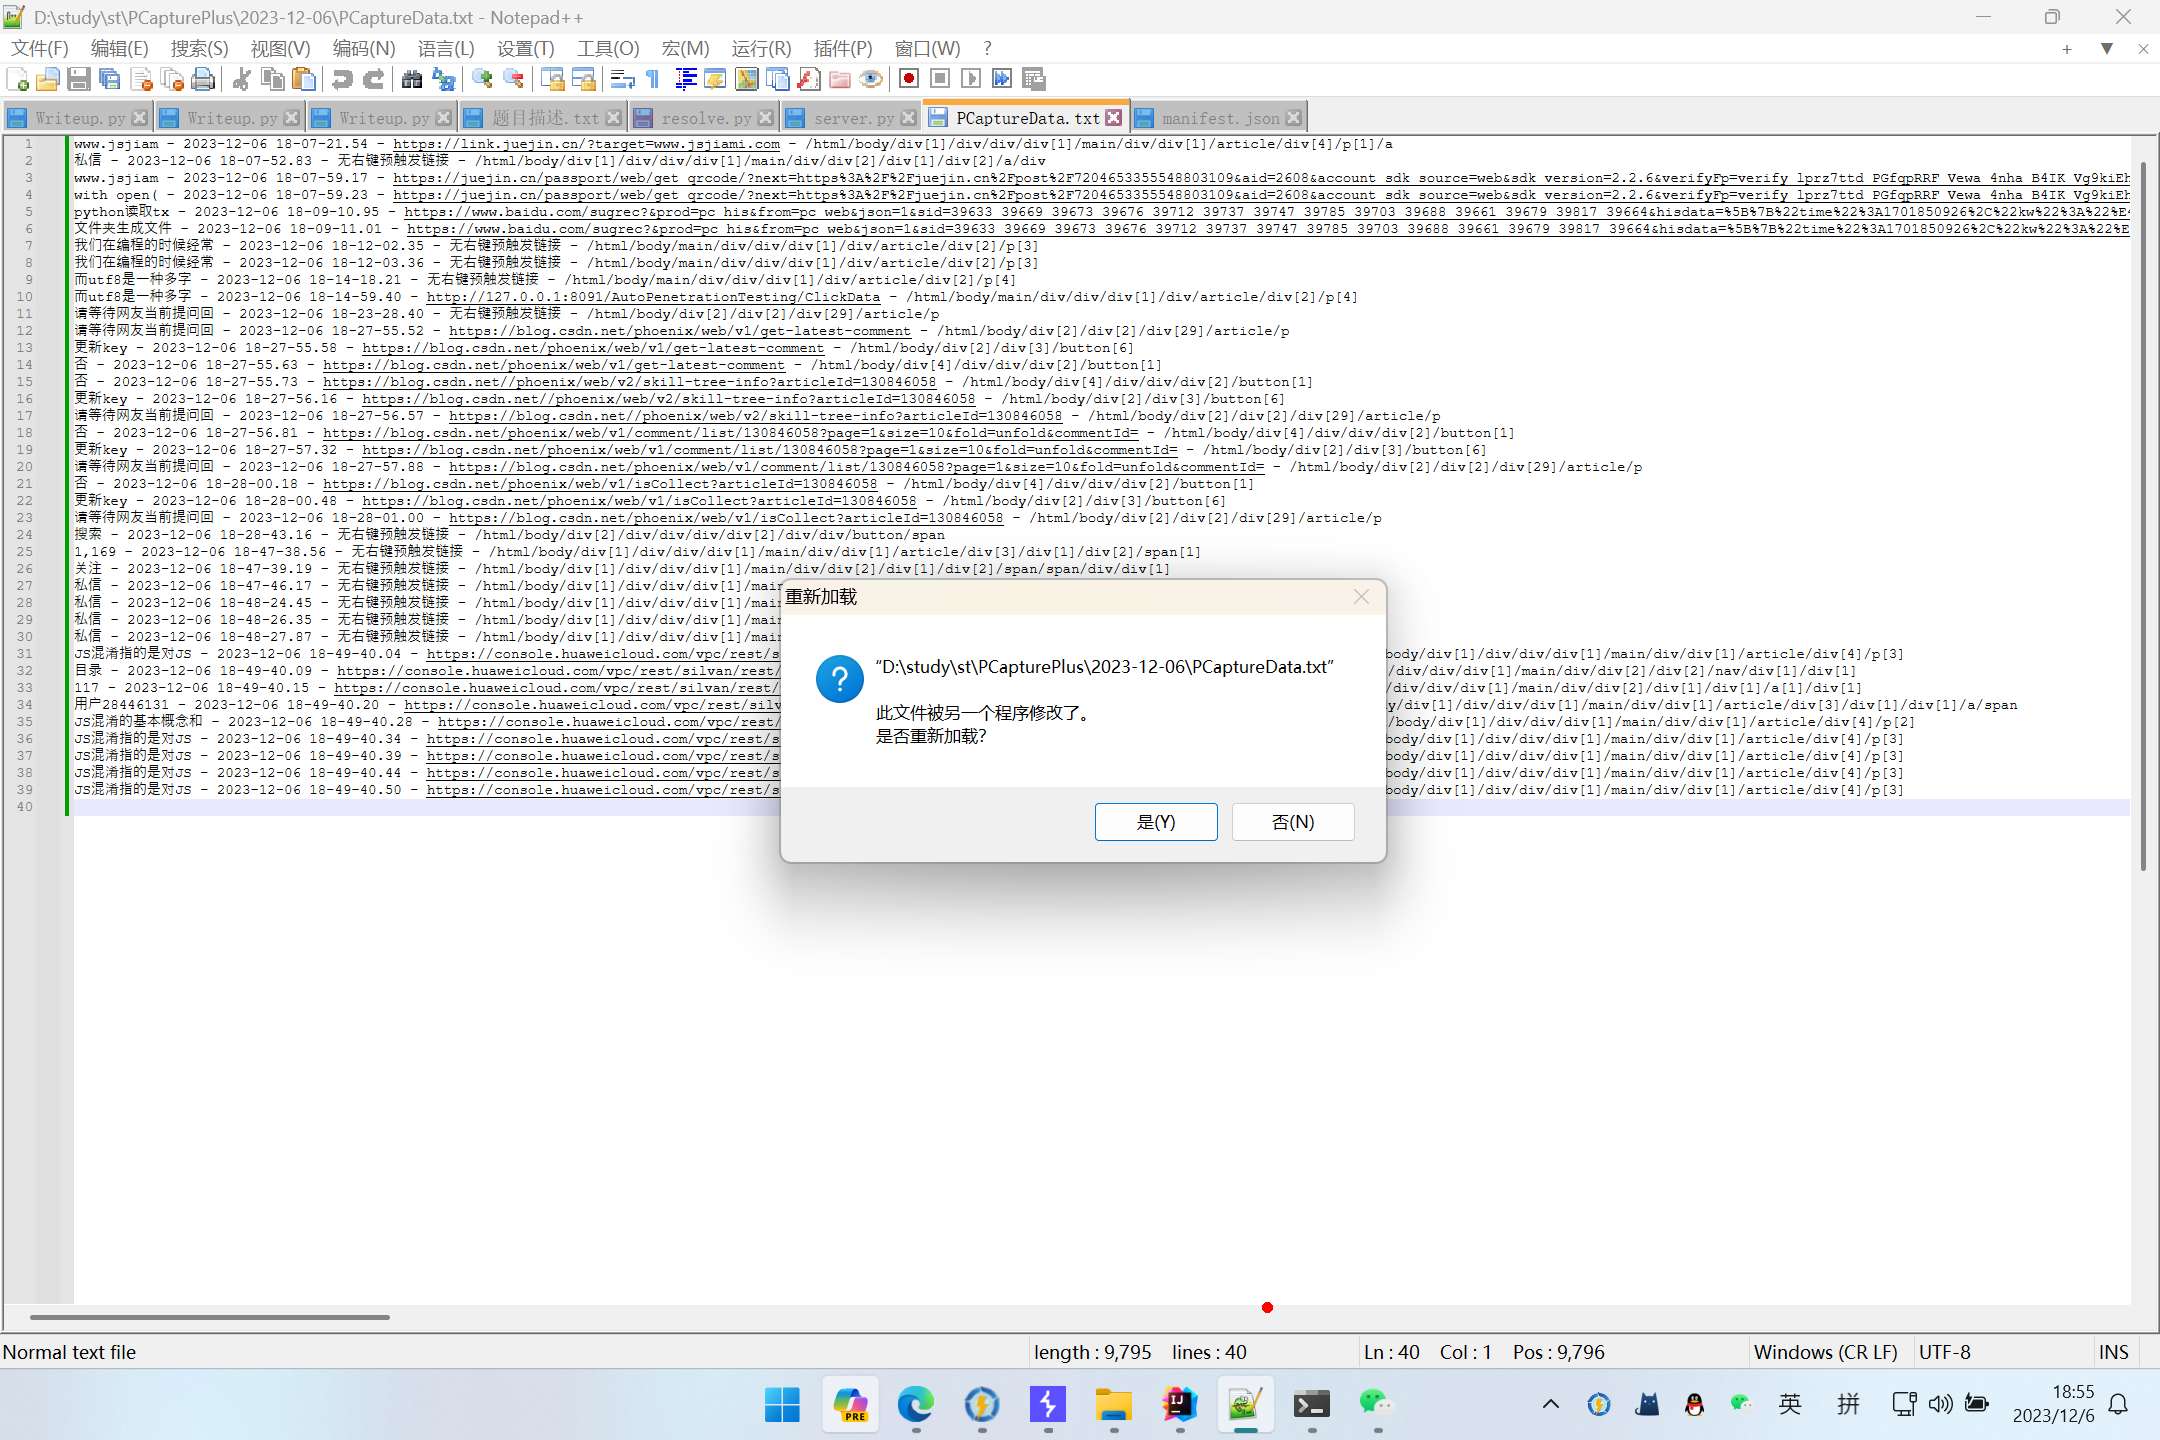 D:\study\st\PCapturePlus\2023-12-06\PCaptureData.txt - Notepad++
文件(F) 编辑(E) 搜索(S) 视图(V) 编码(N) 语言(L) 设置(T) 工具(O) 宏(M) 运行(R) 插件(P) 窗口(W) ?
Writeup.py Writeup.py Writeup.py 题目描述.txt resolve.py server.py PCaptureData.txt manifest.json
1 www.jsjiam - 2023-12-06 18-07-21.54 - https://link.juejin.cn/?target=www.jsjiami.com - /html/body/div[1]/div/div/div[1]/main/div/div[1]/article/div[4]/p[1]/a
2 私信 - 2023-12-06 18-07-52.83 - 无右键预触发链接 - /html/body/div[1]/div/div/div[1]/main/div/div[2]/div[1]/div[2]/a/div
3 www.jsjiam - 2023-12-06 18-07-59.17 - https://juejin.cn/passport/web/get_qrcode/?next=https%3A%2F%2Fjuejin.cn%2Fpost%2F7204653355548803109&aid=2608&account_sdk_source=web&sdk_version=2.2.6&verifyFp=verify_lprz7ttd_PGfqpRRF_Vewa_4nha_B4IK_Vg9kiEh
4 with open( - 2023-12-06 18-07-59.23 - https://juejin.cn/passport/web/get_qrcode/?next=https%3A%2F%2Fjuejin.cn%2Fpost%2F7204653355548803109&aid=2608&account_sdk_source=web&sdk_version=2.2.6&verifyFp=verify_lprz7ttd_PGfqpRRF_Vewa_4nha_B4IK_Vg9kiEh
5 python读取tx - 2023-12-06 18-09-10.95 - https://www.baidu.com/sugrec?&prod=pc_his&from=pc_web&json=1&sid=39633_39669_39673_39676_39712_39737_39747_39785_39703_39688_39661_39679_39817_39664&hisdata=%5B%7B%22time%22%3A1701850926%2C%22kw%22%3A%22%E
6 文件夹生成文件 - 2023-12-06 18-09-11.01 - https://www.baidu.com/sugrec?&prod=pc_his&from=pc_web&json=1&sid=39633_39669_39673_39676_39712_39737_39747_39785_39703_39688_39661_39679_39817_39664&hisdata=%5B%7B%22time%22%3A1701850926%2C%22kw%22%3A%22%E
7 我们在编程的时候经常 - 2023-12-06 18-12-02.35 - 无右键预触发链接 - /html/body/main/div/div/div[1]/div/article/div[2]/p[3]
8 我们在编程的时候经常 - 2023-12-06 18-12-03.36 - 无右键预触发链接 - /html/body/main/div/div/div[1]/div/article/div[2]/p[3]
9 而utf8是一种多字 - 2023-12-06 18-14-18.21 - 无右键预触发链接 - /html/body/main/div/div/div[1]/div/article/div[2]/p[4]
10 而utf8是一种多字 - 2023-12-06 18-14-59.40 - http://127.0.0.1:8091/AutoPenetrationTesting/ClickData - /html/body/main/div/div/div[1]/div/article/div[2]/p[4]
11 请等待网友当前提问回 - 2023-12-06 18-23-28.40 - 无右键预触发链接 - /html/body/div[2]/div[2]/div[29]/article/p
12 请等待网友当前提问回 - 2023-12-06 18-27-55.52 - https://blog.csdn.net/phoenix/web/v1/get-latest-comment - /html/body/div[2]/div[2]/div[29]/article/p
13 更新key - 2023-12-06 18-27-55.58 - https://blog.csdn.net/phoenix/web/v1/get-latest-comment - /html/body/div[2]/div[3]/button[6]
14 否 - 2023-12-06 18-27-55.63 - https://blog.csdn.net/phoenix/web/v1/get-latest-comment - /html/body/div[4]/div/div/div[2]/button[1]
15 否 - 2023-12-06 18-27-55.73 - https://blog.csdn.net//phoenix/web/v2/skill-tree-info?articleId=130846058 - /html/body/div[4]/div/div/div[2]/button[1]
16 更新key - 2023-12-06 18-27-56.16 - https://blog.csdn.net//phoenix/web/v2/skill-tree-info?articleId=130846058 - /html/body/div[2]/div[3]/button[6]
17 请等待网友当前提问回 - 2023-12-06 18-27-56.57 - https://blog.csdn.net//phoenix/web/v2/skill-tree-info?articleId=130846058 - /html/body/div[2]/div[2]/div[29]/article/p
18 否 - 2023-12-06 18-27-56.81 - https://blog.csdn.net/phoenix/web/v1/comment/list/130846058?page=1&size=10&fold=unfold&commentId= - /html/body/div[4]/div/div/div[2]/button[1]
19 更新key - 2023-12-06 18-27-57.32 - https://blog.csdn.net/phoenix/web/v1/comment/list/130846058?page=1&size=10&fold=unfold&commentId= - /html/body/div[2]/div[3]/button[6]
20 请等待网友当前提问回 - 2023-12-06 18-27-57.88 - https://blog.csdn.net/phoenix/web/v1/comment/list/130846058?page=1&size=10&fold=unfold&commentId= - /html/body/div[2]/div[2]/div[29]/article/p
21 否 - 2023-12-06 18-28-00.18 - https://blog.csdn.net/phoenix/web/v1/isCollect?articleId=130846058 - /html/body/div[4]/div/div/div[2]/button[1]
22 更新key - 2023-12-06 18-28-00.48 - https://blog.csdn.net/phoenix/web/v1/isCollect?articleId=130846058 - /html/body/div[2]/div[3]/button[6]
23 请等待网友当前提问回 - 2023-12-06 18-28-01.00 - https://blog.csdn.net/phoenix/web/v1/isCollect?articleId=130846058 - /html/body/div[2]/div[2]/div[29]/article/p
24 搜索 - 2023-12-06 18-28-43.16 - 无右键预触发链接 - /html/body/div[2]/div/div/div/div[2]/div/div/button/span
25 1,169 - 2023-12-06 18-47-38.56 - 无右键预触发链接 - /html/body/div[1]/div/div/div[1]/main/div/div[1]/article/div[3]/div[1]/div[2]/span[1]
26 关注 - 2023-12-06 18-47-39.19 - 无右键预触发链接 - /html/body/div[1]/div/div/div[1]/main/div/div[2]/div[1]/div[2]/span/span/div/div[1]
27 私信 - 2023-12-06 18-47-46.17 - 无右键预触发链接 - /html/body/div[1]/div/div/div[1]/mai
28 私信 - 2023-12-06 18-48-24.45 - 无右键预触发链接 - /html/body/div[1]/div/div/div[1]/mai
29 私信 - 2023-12-06 18-48-26.35 - 无右键预触发链接 - /html/body/div[1]/div/div/div[1]/mai
30 私信 - 2023-12-06 18-48-27.87 - 无右键预触发链接 - /html/body/div[1]/div/div/div[1]/mai
31 JS混淆指的是对JS - 2023-12-06 18-49-40.04 - https://console.huaweicloud.com/vpc/rest/s body/div[1]/div/div/div[1]/main/div/div[1]/article/div[4]/p[3]
32 目录 - 2023-12-06 18-49-40.09 - https://console.huaweicloud.com/vpc/rest/silvan/rest/ /div/div/div[1]/main/div/div[2]/div[2]/nav/div[1]/div[1]
33 117 - 2023-12-06 18-49-40.15 - https://console.huaweicloud.com/vpc/rest/silvan/rest/ /div/div/div[1]/main/div/div[2]/div[1]/div/a[1]/div[1]
34 用户28446131 - 2023-12-06 18-49-40.20 - https://console.huaweicloud.com/vpc/rest/silv y/div[1]/div/div/div[1]/main/div/div[1]/article/div[3]/div[1]/div[1]/a/span
35 JS混淆的基本概念和 - 2023-12-06 18-49-40.28 - https://console.huaweicloud.com/vpc/rest/ /body/div[1]/div/div/div[1]/main/div/div[1]/article/div[4]/p[2]
36 JS混淆指的是对JS - 2023-12-06 18-49-40.34 - https://console.huaweicloud.com/vpc/rest/s body/div[1]/div/div/div[1]/main/div/div[1]/article/div[4]/p[3]
37 JS混淆指的是对JS - 2023-12-06 18-49-40.39 - https://console.huaweicloud.com/vpc/rest/s body/div[1]/div/div/div[1]/main/div/div[1]/article/div[4]/p[3]
38 JS混淆指的是对JS - 2023-12-06 18-49-40.44 - https://console.huaweicloud.com/vpc/rest/s body/div[1]/div/div/div[1]/main/div/div[1]/article/div[4]/p[3]
39 JS混淆指的是对JS - 2023-12-06 18-49-40.50 - https://console.huaweicloud.com/vpc/rest/s body/div[1]/div/div/div[1]/main/div/div[1]/article/div[4]/p[3]
40
重新加载
“D:\study\st\PCapturePlus\2023-12-06\PCaptureData.txt”
此文件被另一个程序修改了。
是否重新加载?
是(Y) 否(N)
Normal text file length : 9,795 lines : 40 Ln : 40 Col : 1 Pos : 9,796 Windows (CR LF) UTF-8 INS
PRE
英 拼
18:55
2023/12/6